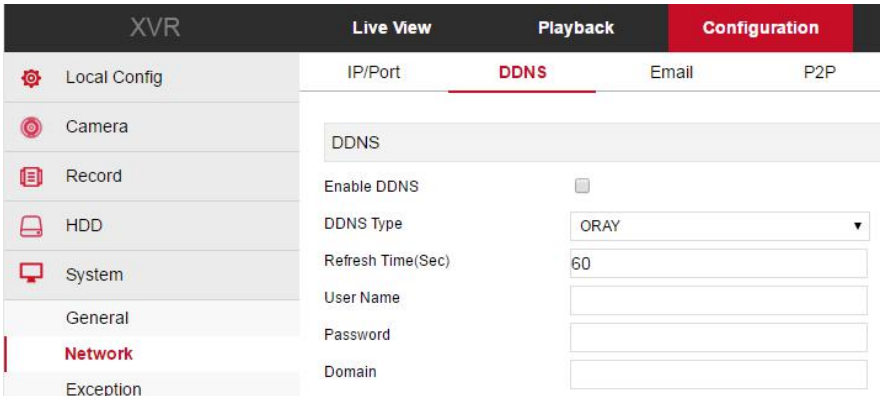 XVR Live View Playback Configuration
Local Config
Camera
Record
HDD
System
General
Network
Exception
IP/Port DDNS Email P2P
DDNS
Enable DDNS
DDNS Type ORAY
Refresh Time(Sec) 60
User Name
Password
Domain